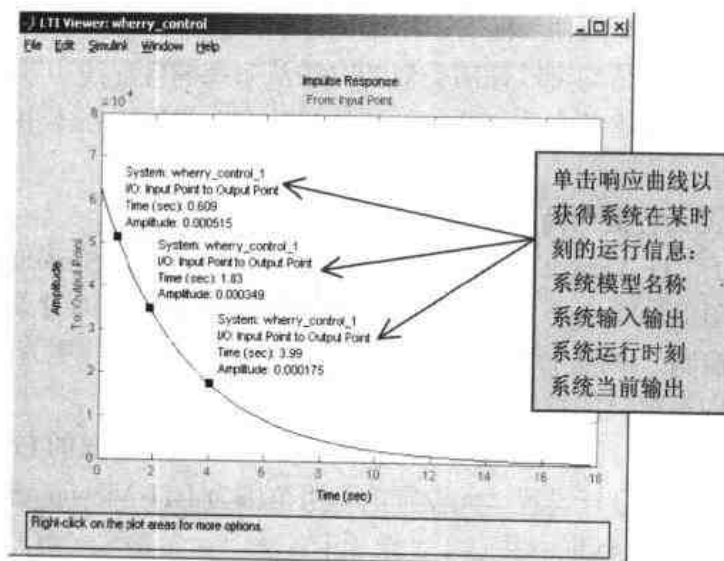 LTI Viewer: wherry_control
File Edit Simulink Window Help
Impulse Response
From: Input Point
8
7
6
5
4
3
2
1
0
Amplitude
To: Output Point
System: wherry_control_1
I/O: Input Point to Output Point
Time (sec): 0.609
Amplitude: 0.000515
System: wherry_control_1
I/O: Input Point to Output Point
Time (sec): 1.83
Amplitude: 0.000349
System: wherry_control_1
I/O: Input Point to Output Point
Time (sec): 3.99
Amplitude: 0.000175
0 2 4 6 8 10 12 14 16 18
Time (sec)
Right-click on the plot areas for more options.
单击响应曲线以
获得系统在某时
刻的运行信息：
系统模型名称
系统输入输出
系统运行时刻
系统当前输出